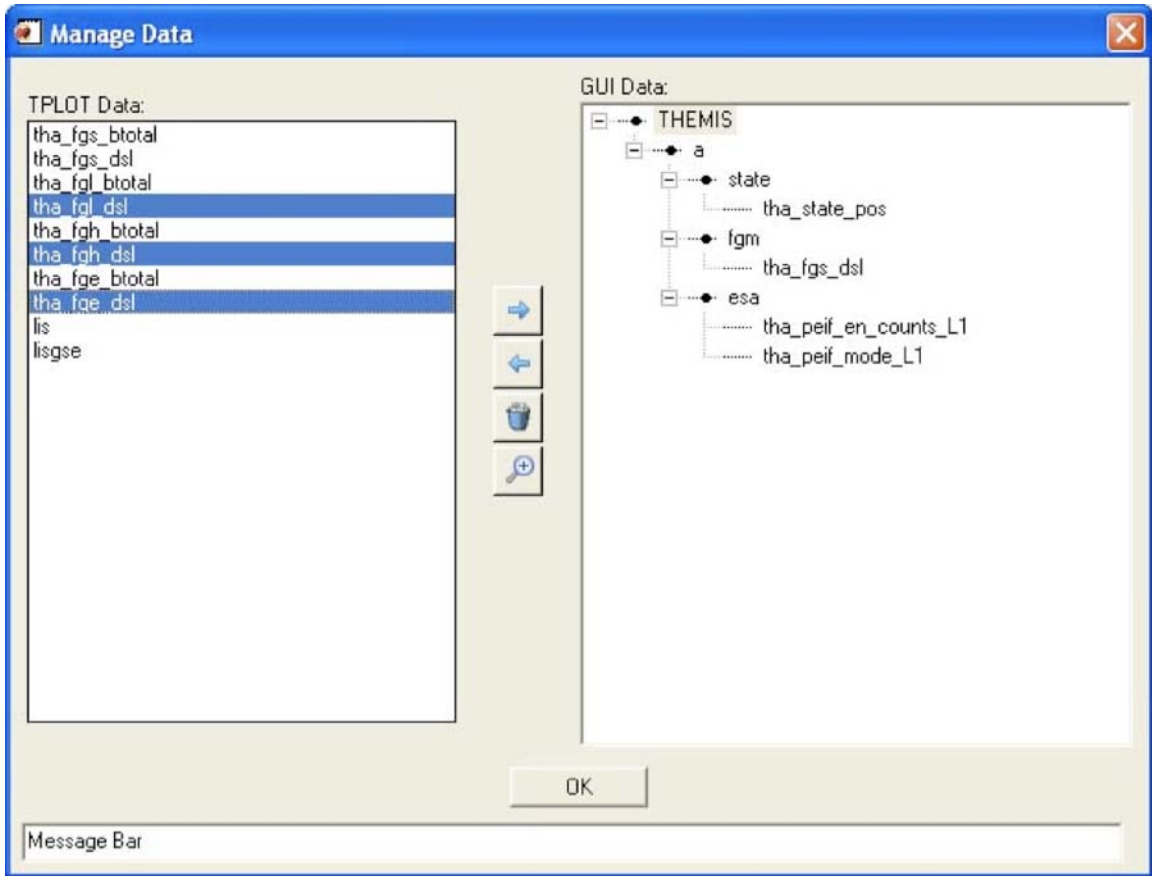 Manage Data
TPLOT Data:
tha_fgs_btotal
tha_fgs_dsl
tha_fgl_btotal
tha_fgl_dsl
tha_fgh_btotal
tha_fgh_dsl
tha_fge_btotal
tha_fge_dsl
lis
lisgse
GUI Data:
THEMIS
a
state
tha_state_pos
fgm
tha_fgs_dsl
esa
tha_peif_en_counts_L1
tha_peif_mode_L1
OK
Message Bar